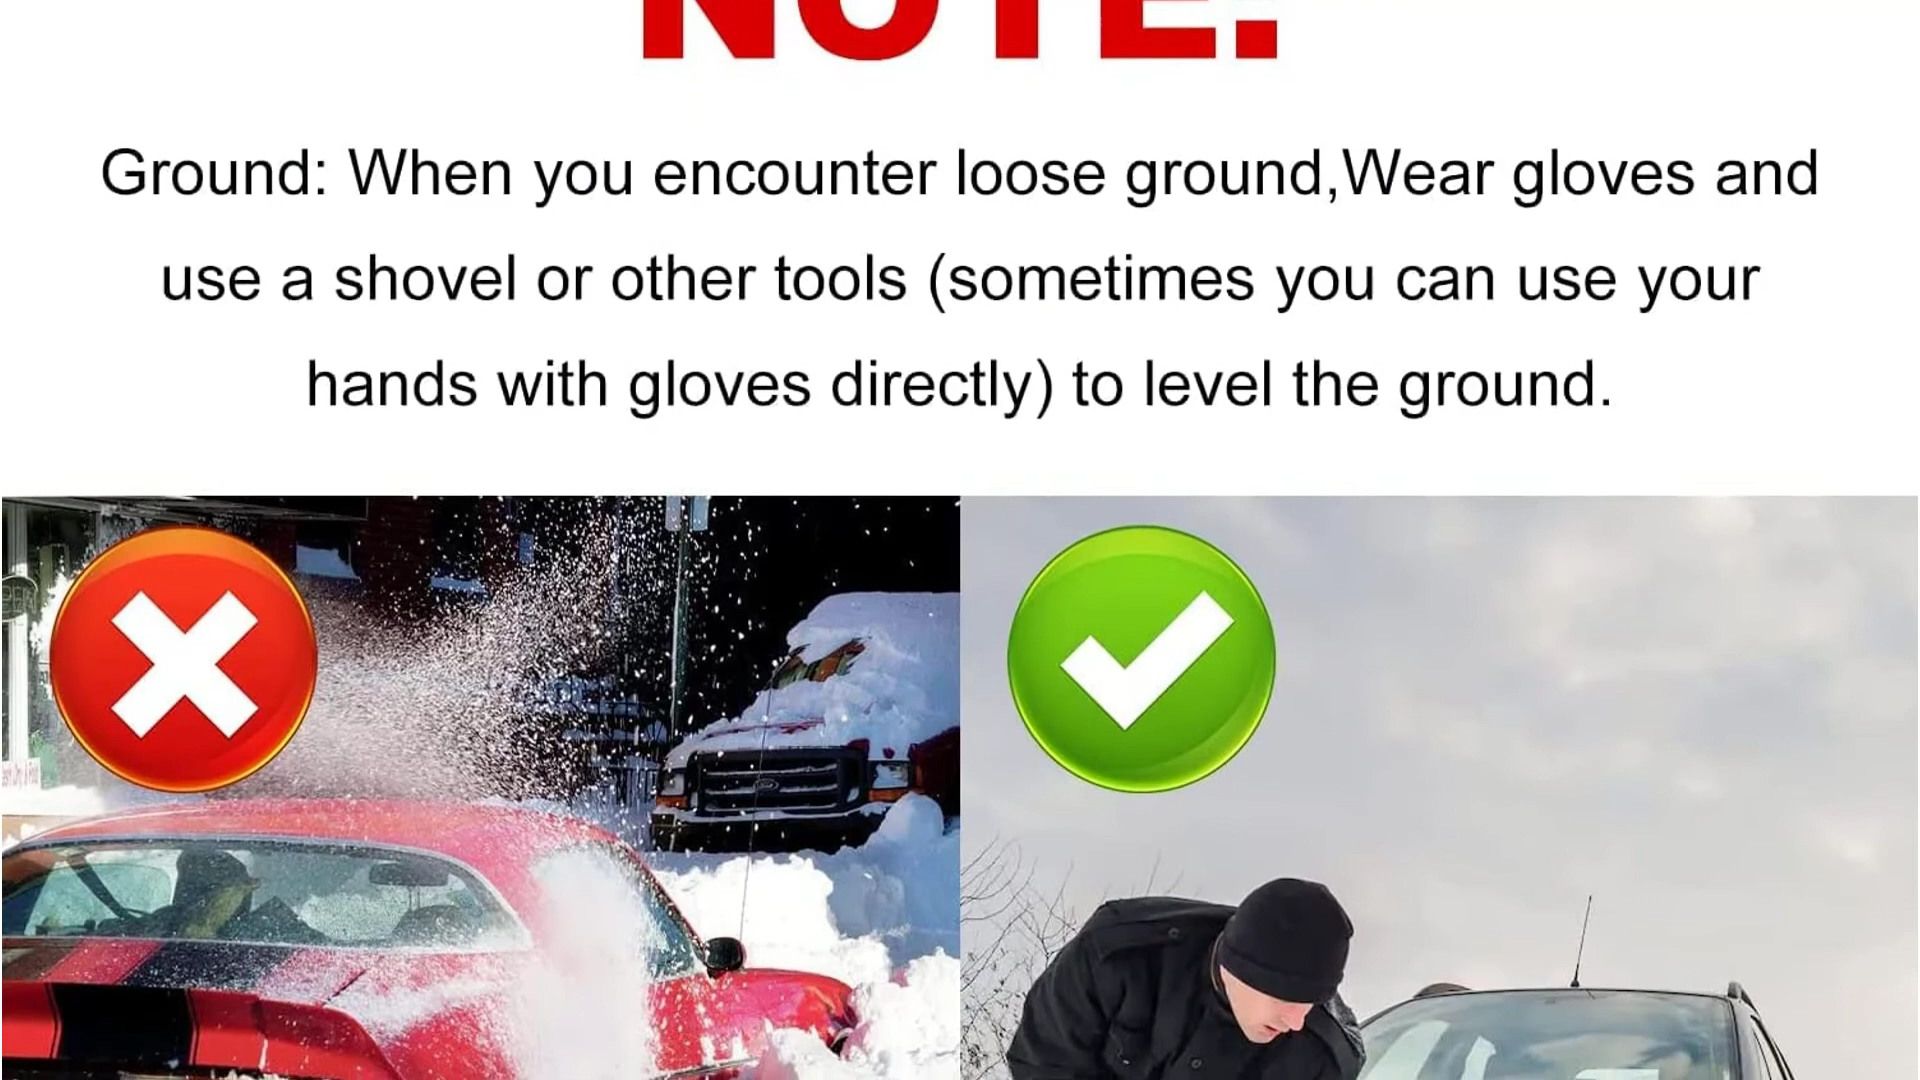 NOTE:
Ground: When you encounter loose ground,Wear gloves and
use a shovel or other tools (sometimes you can use your
hands with gloves directly) to level the ground.